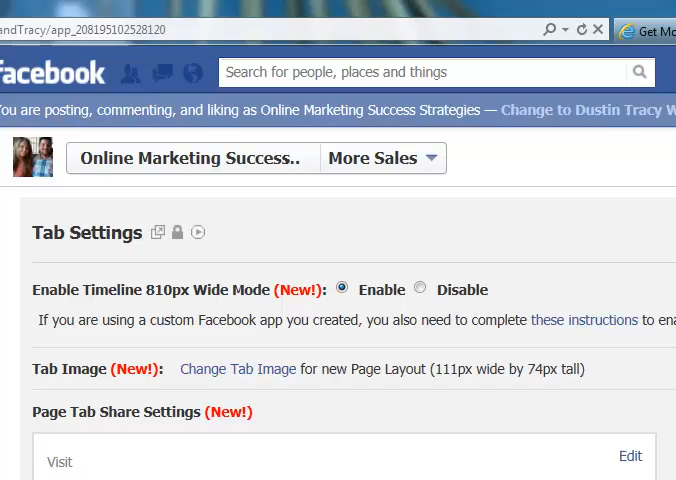 andTracy/app_208195102528120
Get Mo
facebook
Search for people, places and things
You are posting, commenting, and liking as Online Marketing Success Strategies — Change to Dustin Tracy W
Online Marketing Success.. More Sales
Tab Settings
Enable Timeline 810px Wide Mode (New!): Enable Disable
If you are using a custom Facebook app you created, you also need to complete these instructions to ena
Tab Image (New!): Change Tab Image for new Page Layout (111px wide by 74px tall)
Page Tab Share Settings (New!)
Visit
Edit